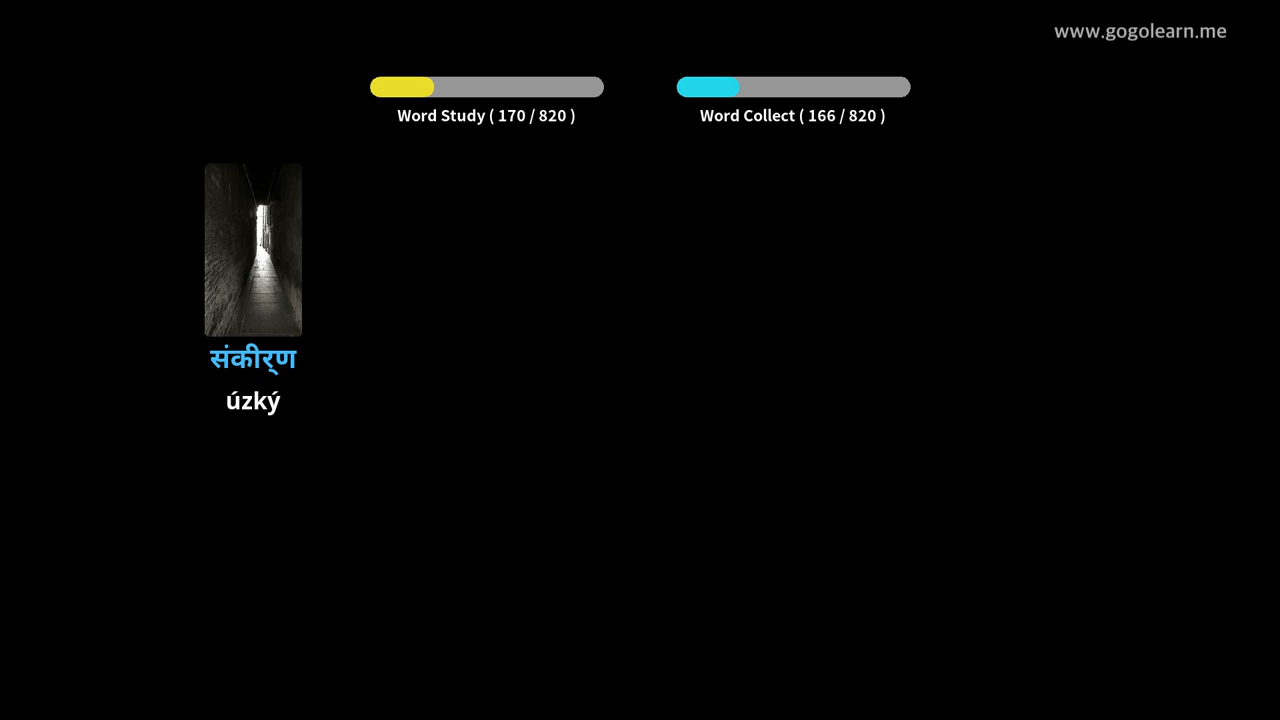 www.gogolearn.me
Word Study ( 170 / 820 )
Word Collect ( 166 / 820 )
संकीर्ण
úzký